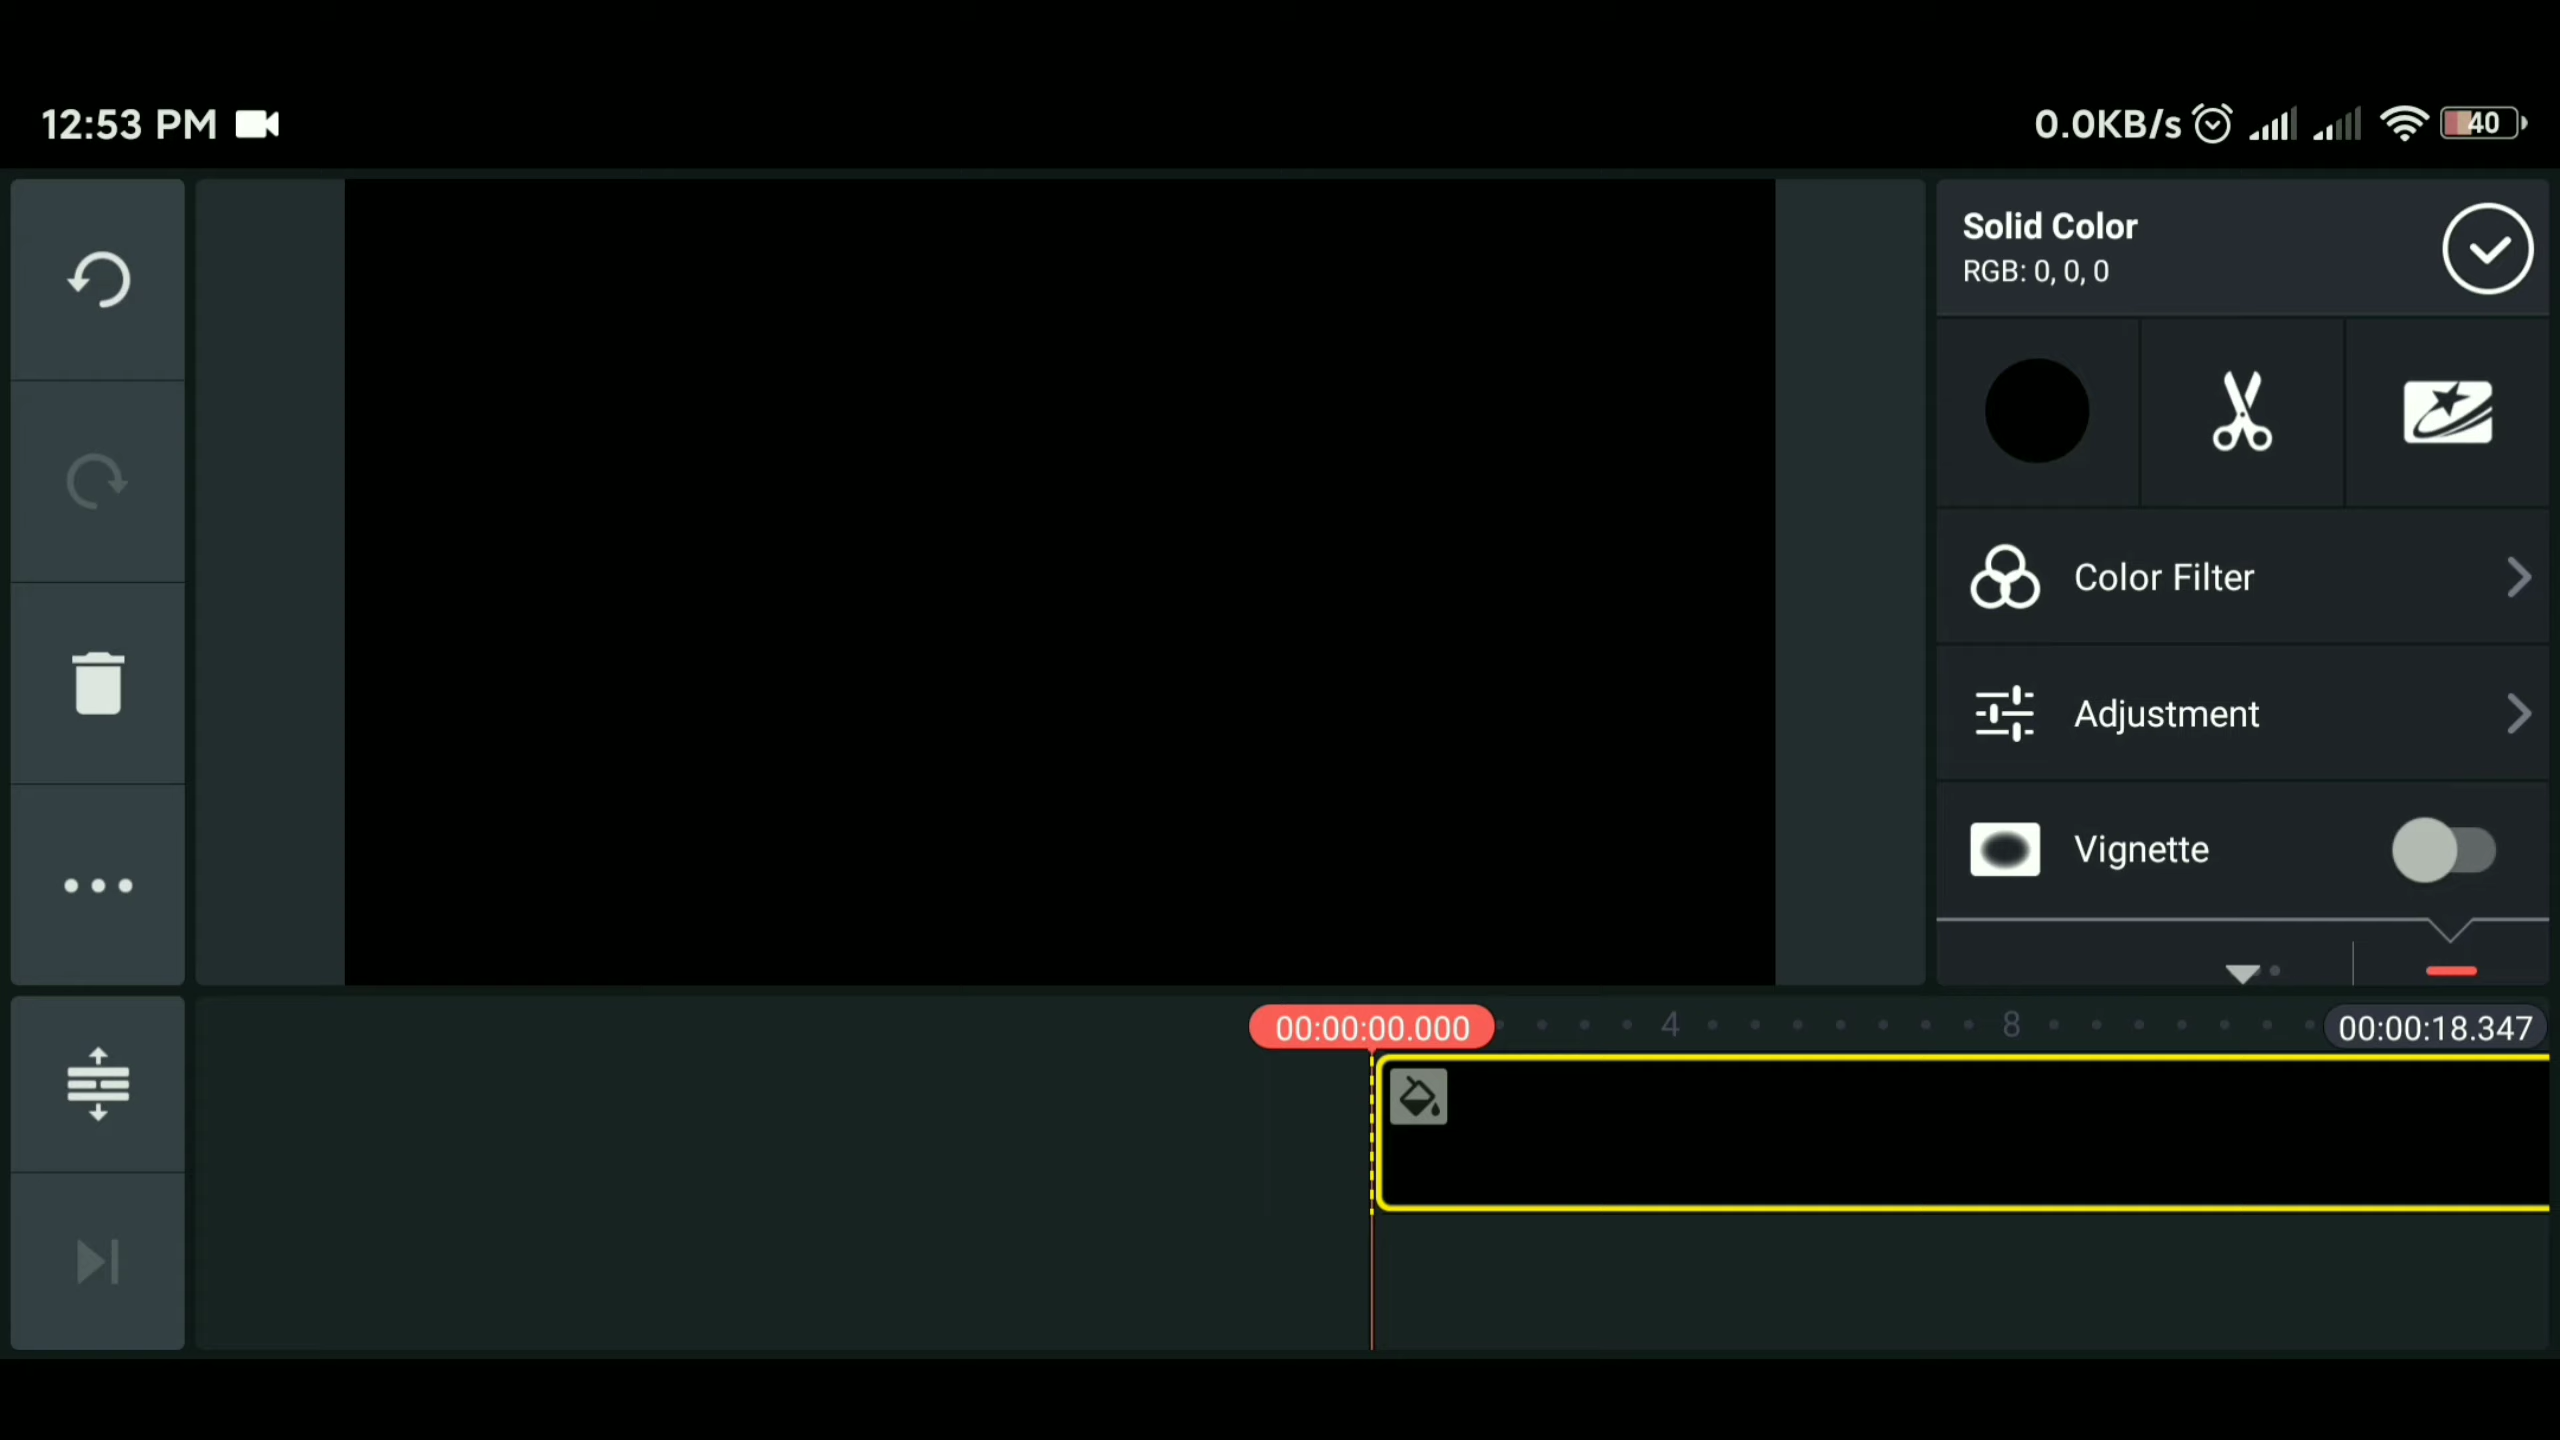 12:53 PM
0.0KB/s
40
Solid Color
RGB: 0, 0, 0
Color Filter
Adjustment
Vignette
00:00:00.000
4
8
00:00:18.347